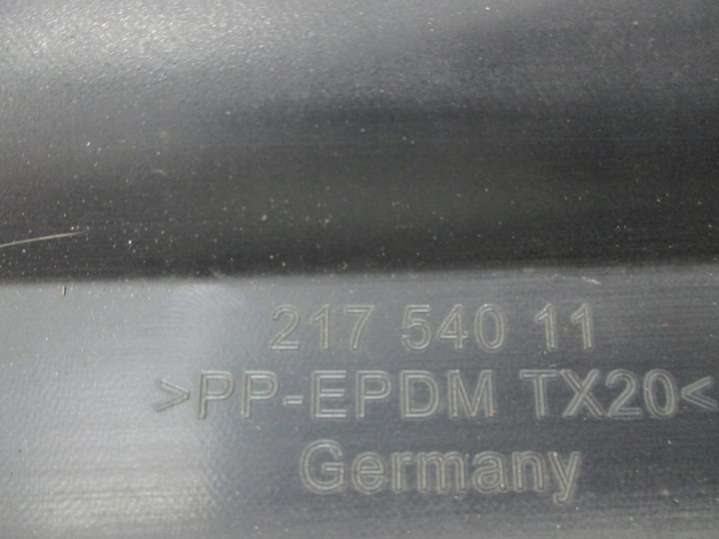 217 540 11
>PP-EPDM TX20<
Germany